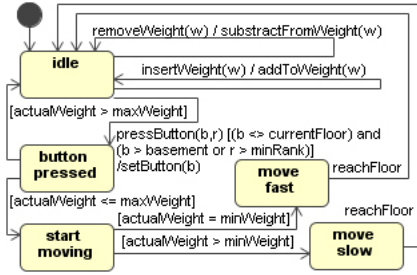 removeWeight(w) / substractFromWeight(w)
idle
insertWeight(w) / addToWeight(w)
[actualWeight > maxWeight]
pressButton(b,r) [(b <> currentFloor) and
(b > basement or r > minRank)]
/setButton(b)
button
pressed
move
fast
reachFloor
[actualWeight <= maxWeight]
[actualWeight = minWeight]
reachFloor
start
moving
[actualWeight > minWeight]
move
slow